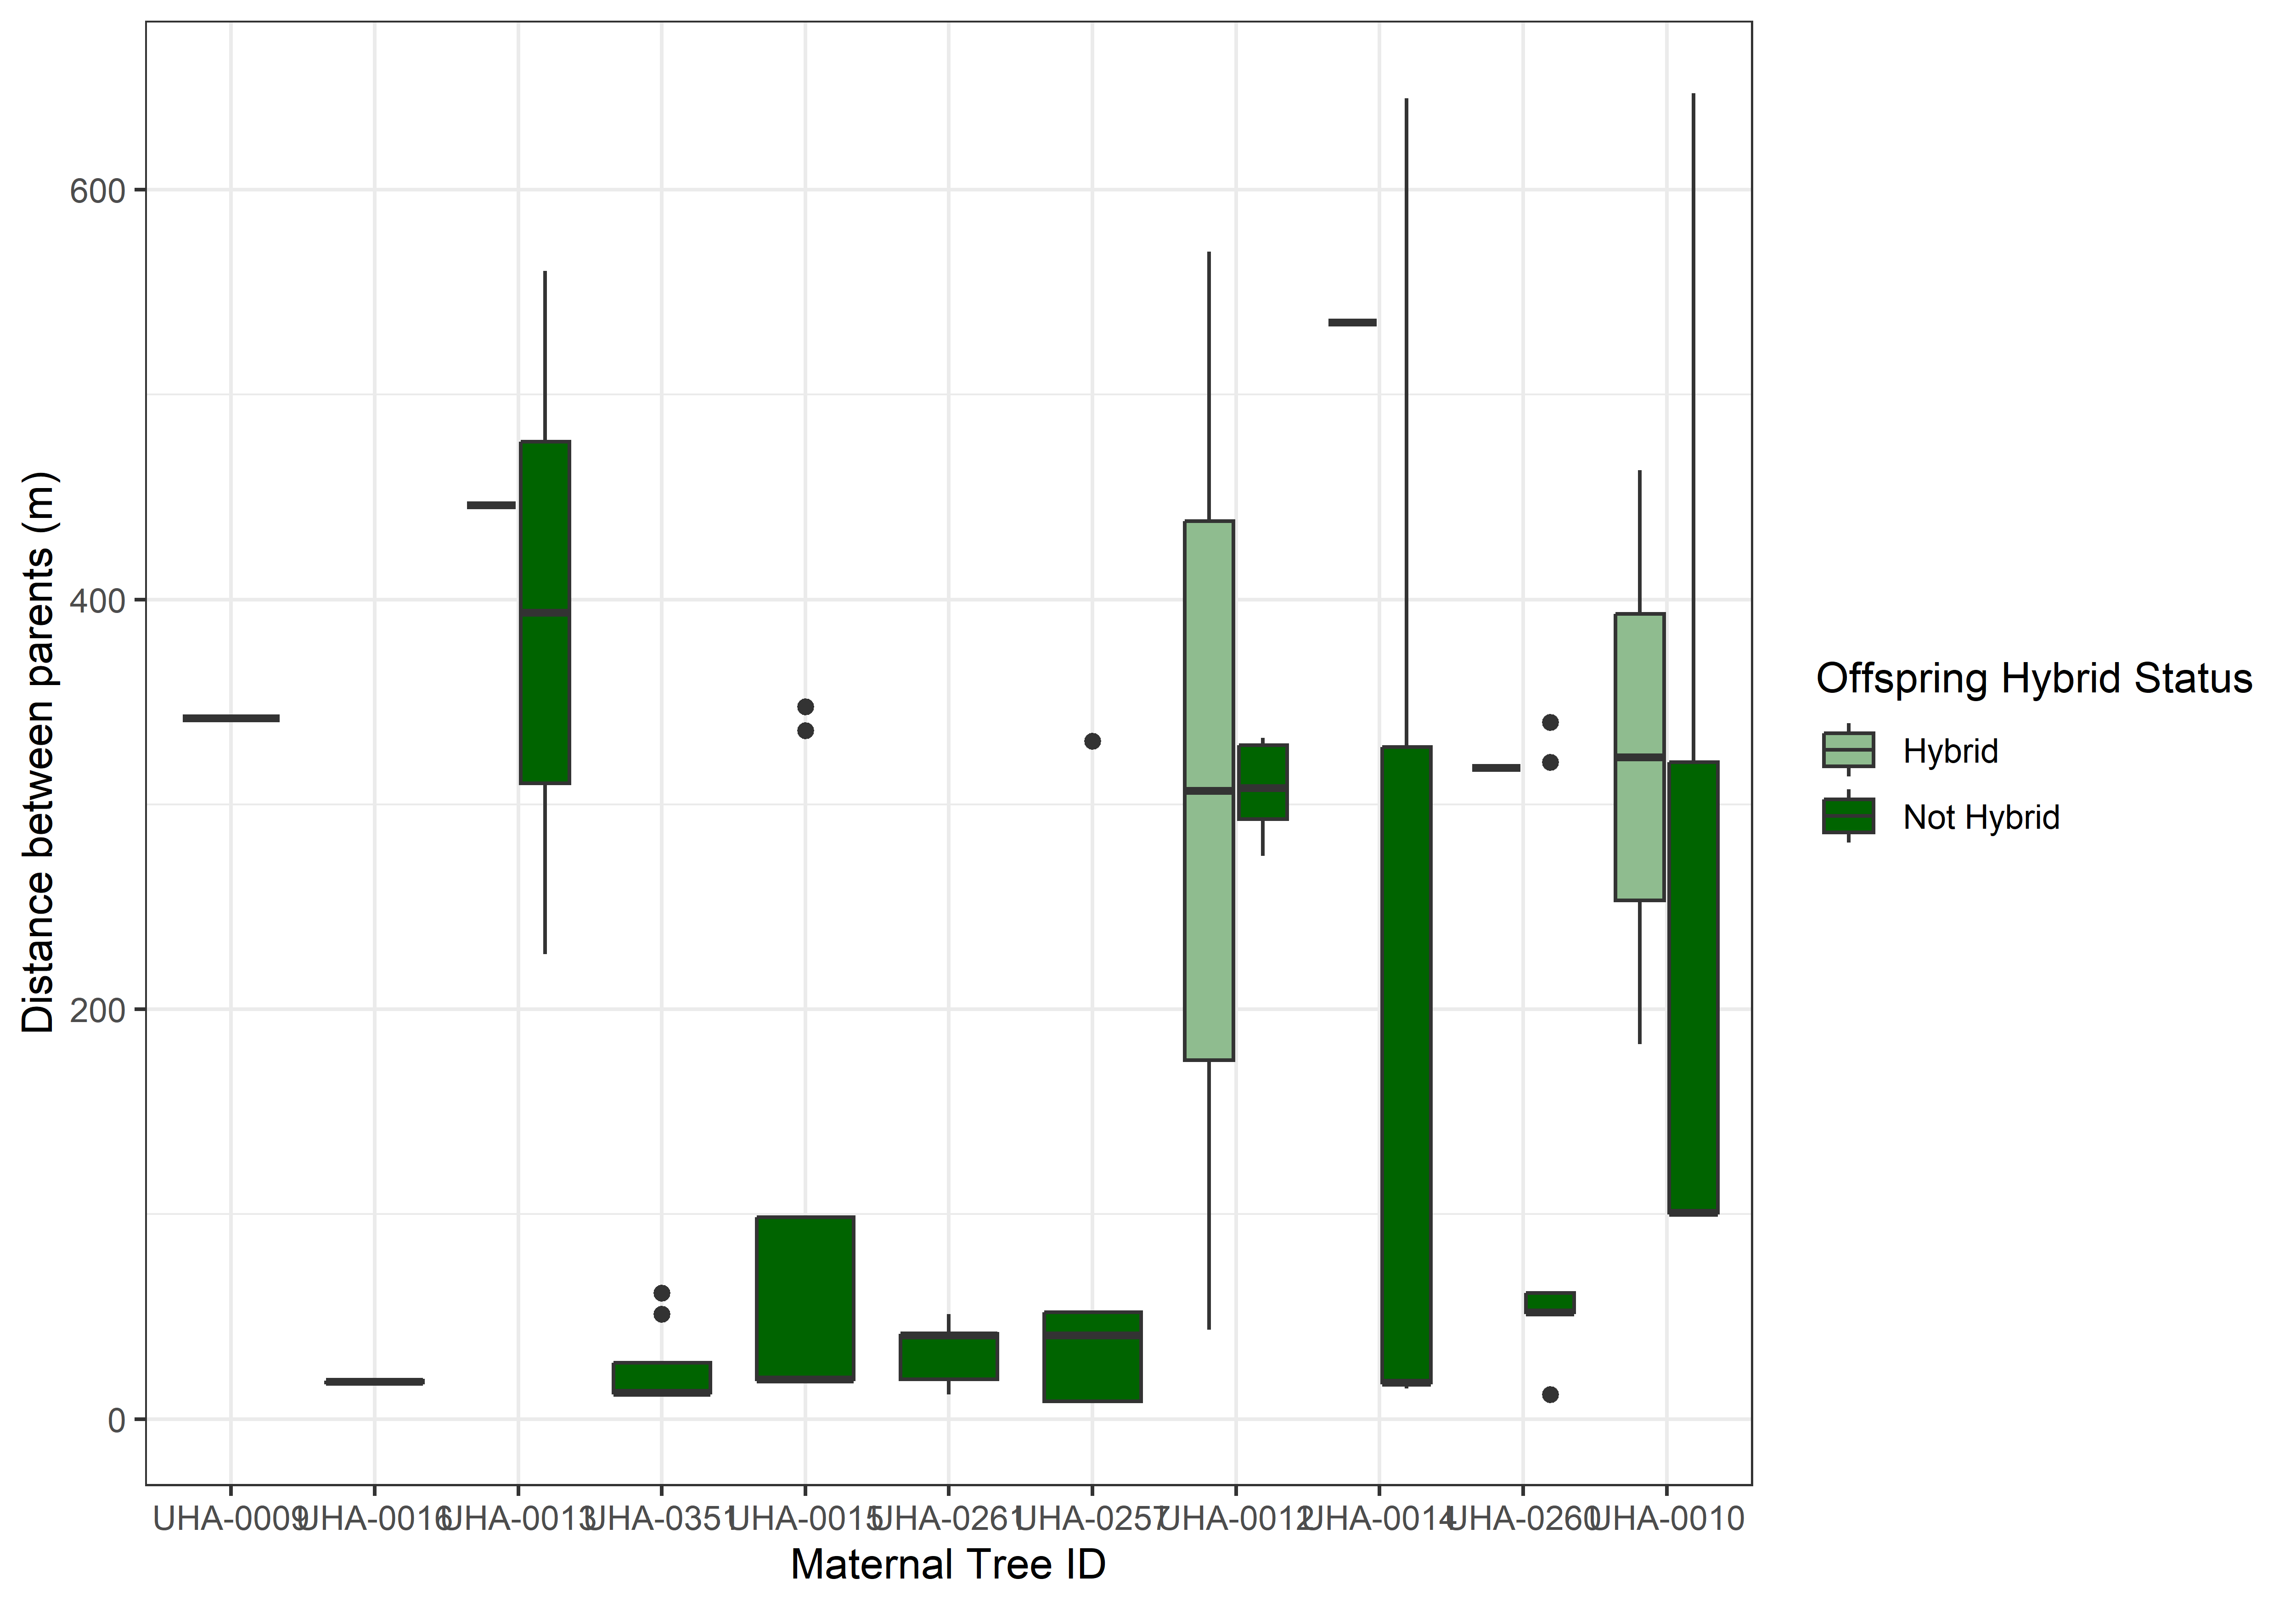 Distance between parents (m)
600
400
200
0
UHA-0009 UHA-0016 UHA-0013 UHA-0351 UHA-0015 UHA-0261 UHA-0257 UHA-0012 UHA-0014 UHA-0260 UHA-0010
Maternal Tree ID
Offspring Hybrid Status
Hybrid
Not Hybrid